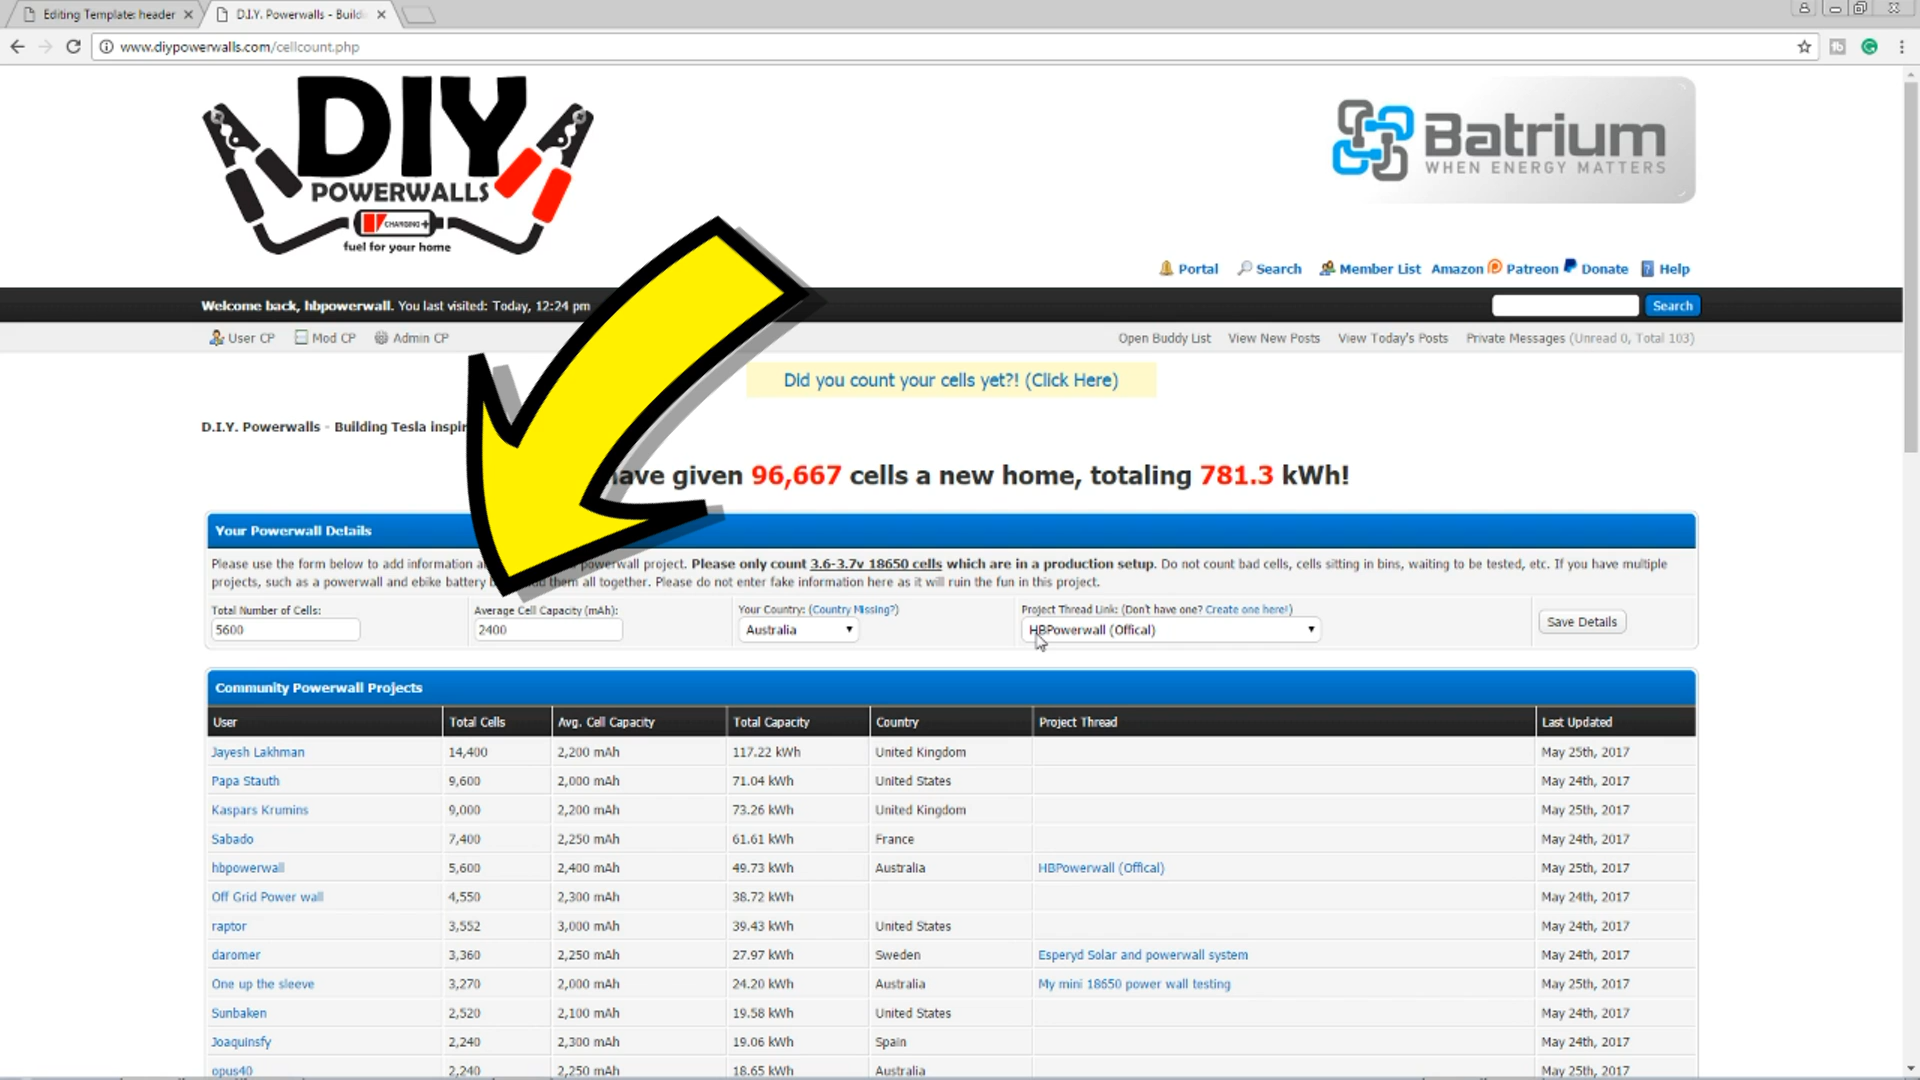 Editing Template: header
D.I.Y. Powerwalls - Buildi
www.diypowerwalls.com/cellcount.php
DIY
POWERWALLS
CHARGING +
fuel for your home
Batrium
WHEN ENERGY MATTERS
Portal Search Member List Amazon Patreon Donate Help
Welcome back, hbpowerwall. You last visited: Today, 12:24 pm
Search
User CP Mod CP Admin CP
Open Buddy List View New Posts View Today's Posts Private Messages (Unread 0, Total 103)
Did you count your cells yet?! (Click Here)
D.I.Y. Powerwalls - Building Tesla inspir
have given 96,667 cells a new home, totaling 781.3 kWh!
Your Powerwall Details
Please use the form below to add information a powerwall project. Please only count 3.6-3.7v 18650 cells which are in a production setup. Do not count bad cells, cells sitting in bins, waiting to be tested, etc. If you have multiple
projects, such as a powerwall and ebike battery them all together. Please do not enter fake information here as it will ruin the fun in this project.
Total Number of Cells: Average Cell Capacity (mAh): Your Country: (Country Missing?) Project Thread Link: (Don't have one? Create one here!)
5600 2400 Australia HBPowerwall (Offical) Save Details
Community Powerwall Projects
User Total Cells Avg. Cell Capacity Total Capacity Country Project Thread Last Updated
Jayesh Lakhman 14,400 2,200 mAh 117.22 kWh United Kingdom May 25th, 2017
Papa Stauth 9,600 2,000 mAh 71.04 kWh United States May 24th, 2017
Kaspars Krumins 9,000 2,200 mAh 73.26 kWh United Kingdom May 25th, 2017
Sabado 7,400 2,250 mAh 61.61 kWh France May 24th, 2017
hbpowerwall 5,600 2,400 mAh 49.73 kWh Australia HBPowerwall (Offical) May 25th, 2017
Off Grid Power wall 4,550 2,300 mAh 38.72 kWh May 24th, 2017
raptor 3,552 3,000 mAh 39.43 kWh United States May 24th, 2017
daromer 3,360 2,250 mAh 27.97 kWh Sweden Esperyd Solar and powerwall system May 24th, 2017
One up the sleeve 3,270 2,000 mAh 24.20 kWh Australia My mini 18650 power wall testing May 25th, 2017
Sunbaken 2,520 2,100 mAh 19.58 kWh United States May 24th, 2017
Joaquinsfy 2,240 2,300 mAh 19.06 kWh Spain May 24th, 2017
opus40 2,240 2,250 mAh 18.65 kWh Australia May 25th, 2017